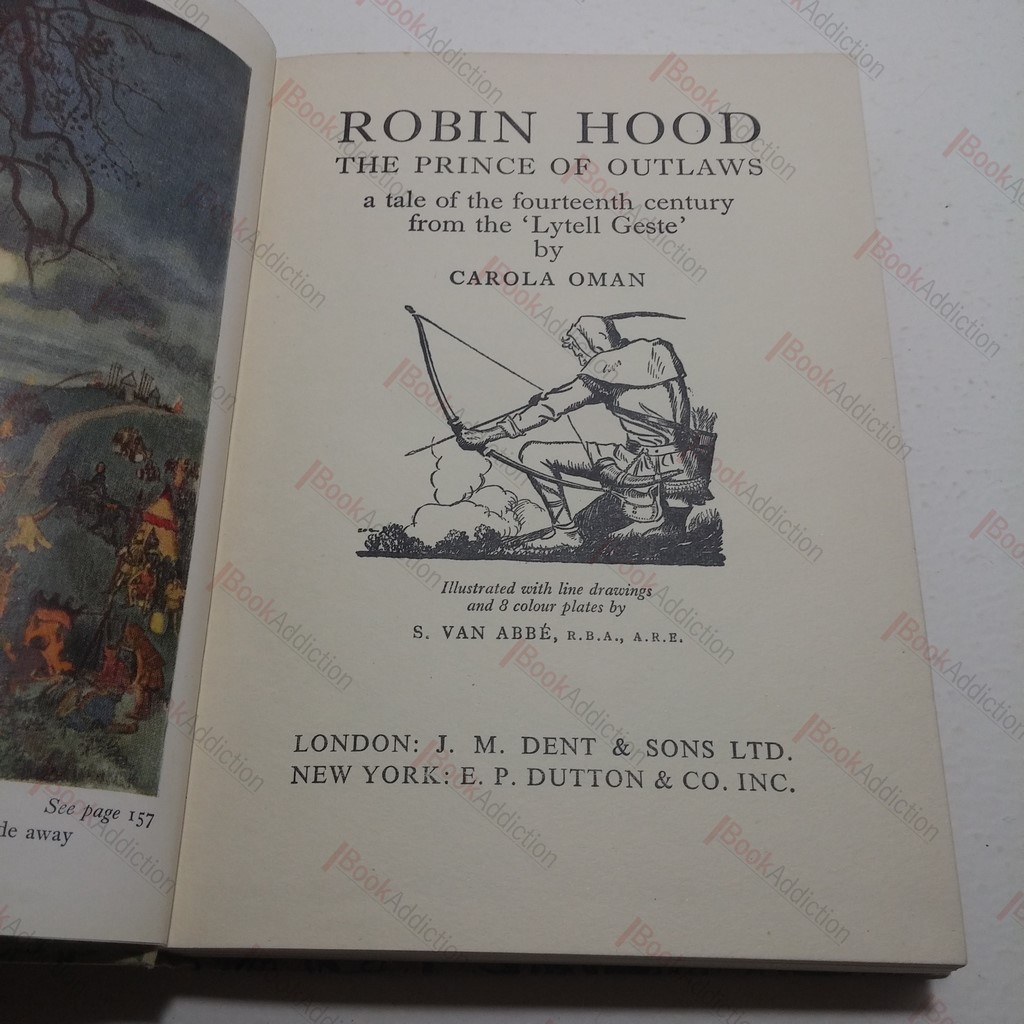 See page 157
de away
ROBIN HOOD
THE PRINCE OF OUTLAWS
a tale of the fourteenth century
from the ‘Lytell Geste’
by
CAROLA OMAN
Illustrated with line drawings
and 8 colour plates by
S. VAN ABBÉ, R.B.A., A.R.E.
LONDON: J. M. DENT & SONS LTD.
NEW YORK: E. P. DUTTON & CO. INC.
BookAddiction